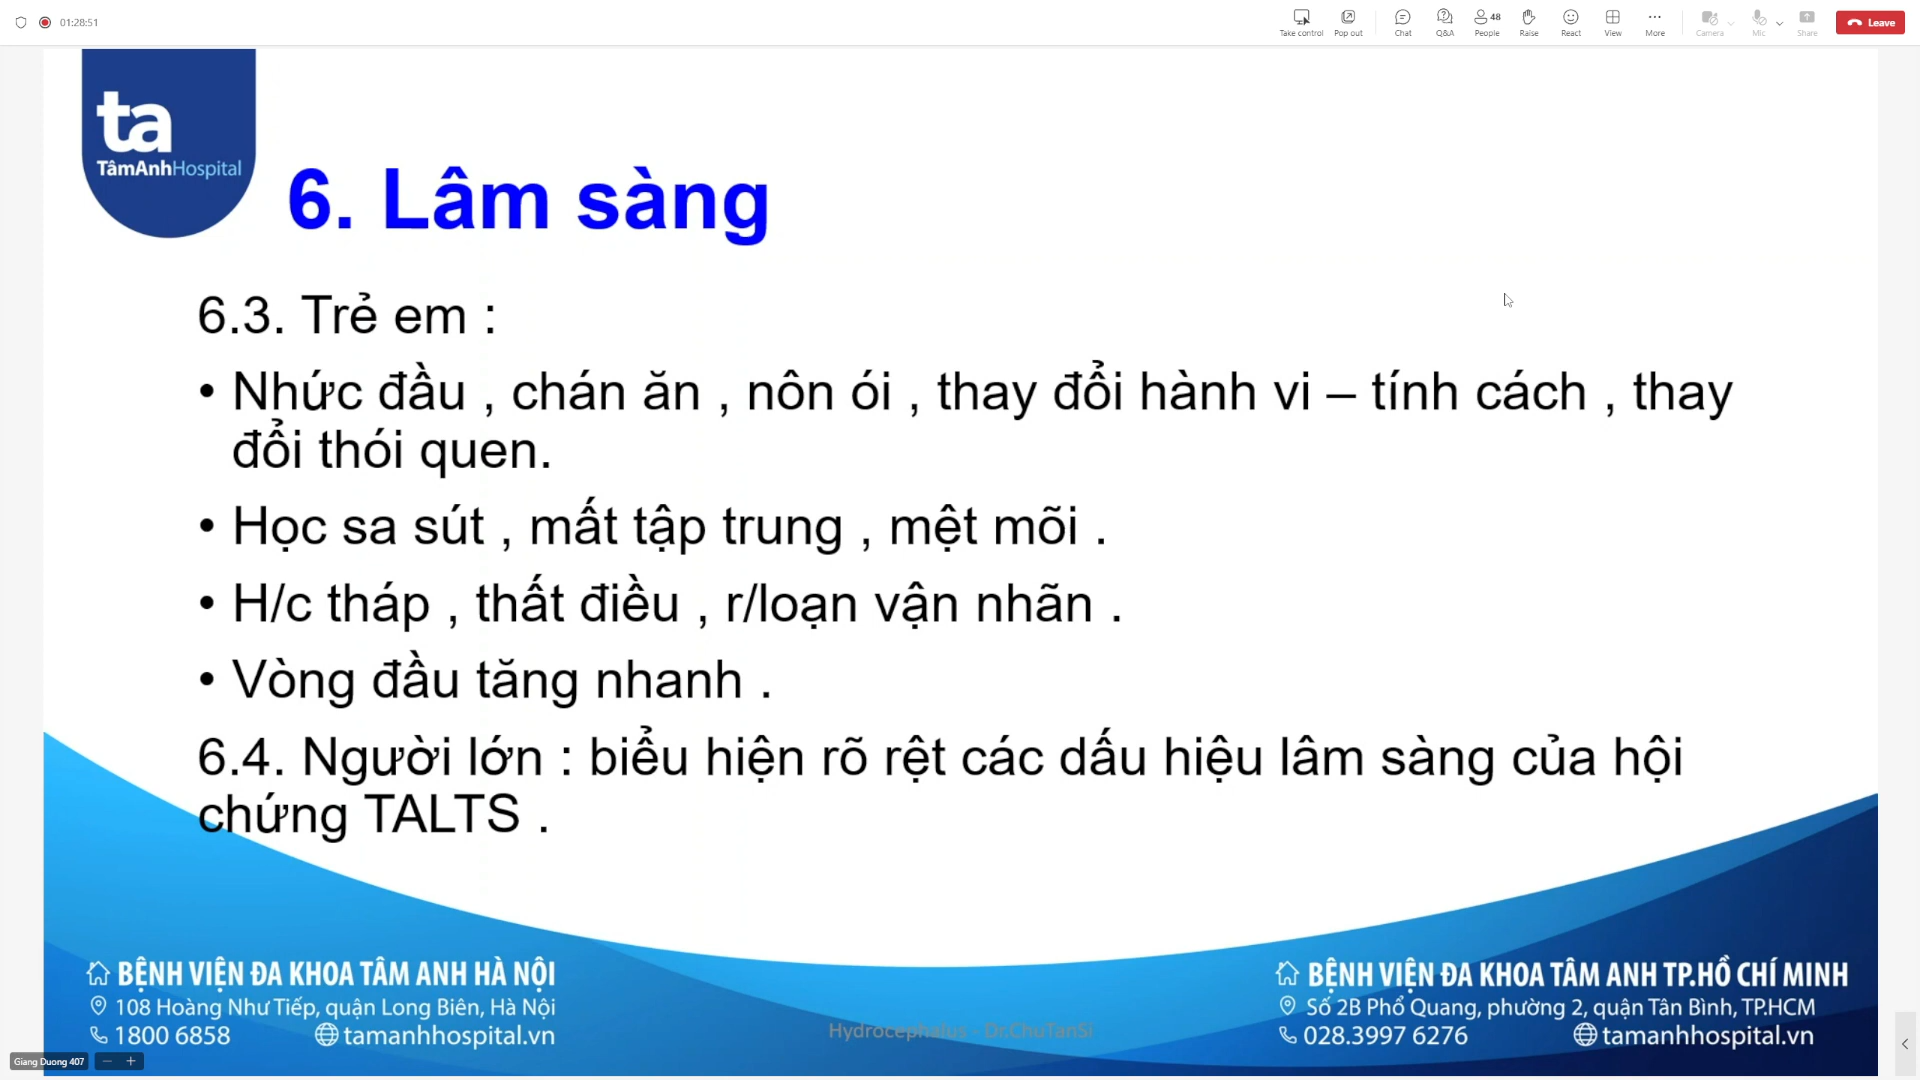 01:28:51
Take control Pop out Chat Q&A 48 People Raise React View More Camera Mic Share Leave
ta
TâmAnhHospital
6. Lâm sàng
6.3. Trẻ em :
• Nhức đầu , chán ăn , nôn ói , thay đổi hành vi – tính cách , thay
đổi thói quen.
• Học sa sút , mất tập trung , mệt mõi .
• H/c tháp , thất điều , r/loạn vận nhãn .
• Vòng đầu tăng nhanh .
6.4. Người lớn : biểu hiện rõ rệt các dấu hiệu lâm sàng của hội
chứng TALTS .
BỆNH VIỆN ĐA KHOA TÂM ANH HÀ NỘI
108 Hoàng Như Tiếp, quận Long Biên, Hà Nội
1800 6858 tamanhhospital.vn
Hydrocephalus - Dr.ChuTanSi
BỆNH VIỆN ĐA KHOA TÂM ANH TP.HỒ CHÍ MINH
Số 2B Phổ Quang, phường 2, quận Tân Bình, TP.HCM
028.3997 6276 tamanhhospital.vn
Giang Duong 407